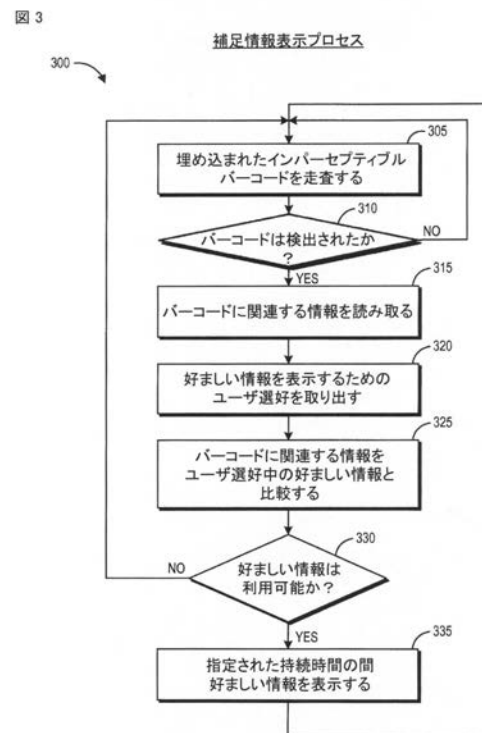 図 3
補足情報表示プロセス
300
305
埋め込まれたインパーセプティブル
バーコードを走査する
310
バーコードは検出されたか
?
NO
YES
315
バーコードに関連する情報を読み取る
320
好ましい情報を表示するための
ユーザ選好を取り出す
325
バーコードに関連する情報を
ユーザ選好中の好ましい情報と
比較する
330
NO
好ましい情報は
利用可能か?
YES
335
指定された持続時間の間
好ましい情報を表示する